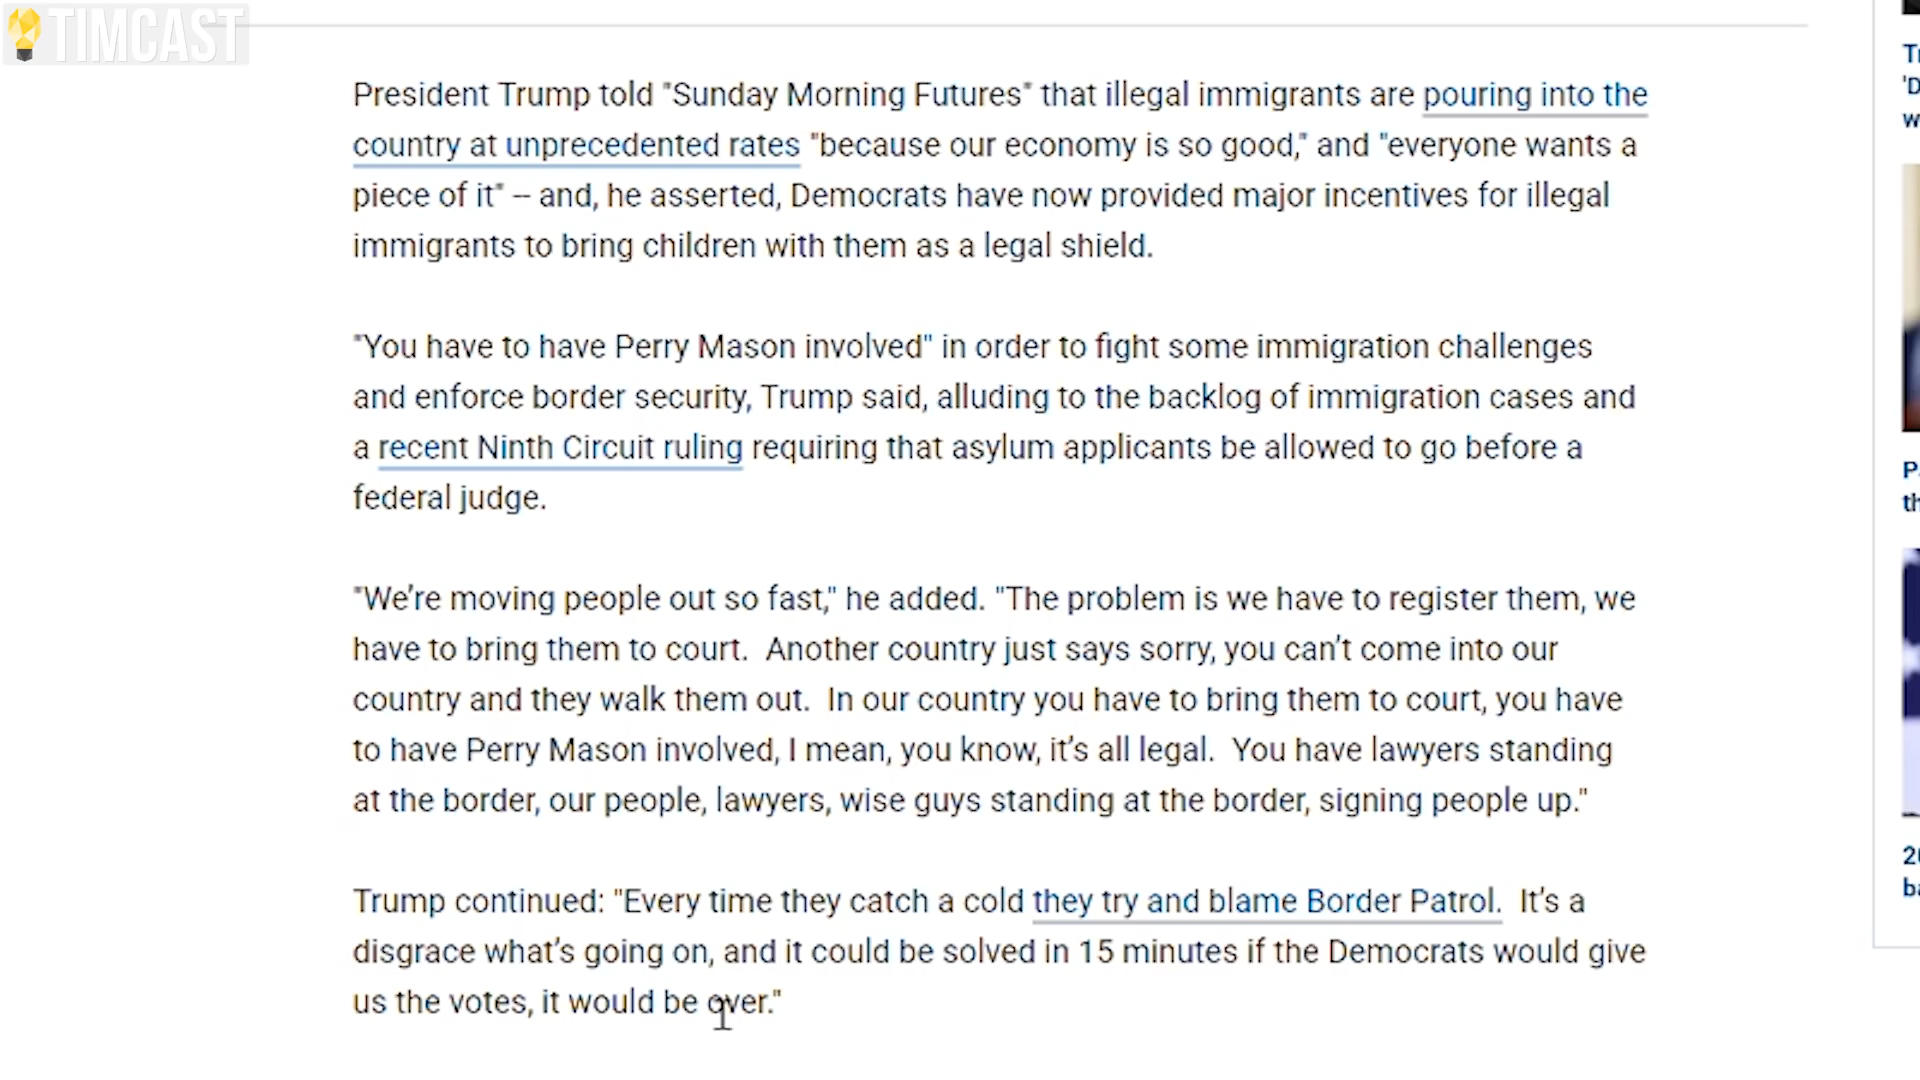 TIMCAST
President Trump told "Sunday Morning Futures" that illegal immigrants are pouring into the
country at unprecedented rates "because our economy is so good," and "everyone wants a
piece of it" -- and, he asserted, Democrats have now provided major incentives for illegal
immigrants to bring children with them as a legal shield.
"You have to have Perry Mason involved" in order to fight some immigration challenges
and enforce border security, Trump said, alluding to the backlog of immigration cases and
a recent Ninth Circuit ruling requiring that asylum applicants be allowed to go before a
federal judge.
"We're moving people out so fast," he added. "The problem is we have to register them, we
have to bring them to court.  Another country just says sorry, you can't come into our
country and they walk them out.  In our country you have to bring them to court, you have
to have Perry Mason involved, I mean, you know, it's all legal.  You have lawyers standing
at the border, our people, lawyers, wise guys standing at the border, signing people up."
Trump continued: "Every time they catch a cold they try and blame Border Patrol.  It's a
disgrace what's going on, and it could be solved in 15 minutes if the Democrats would give
us the votes, it would be over."